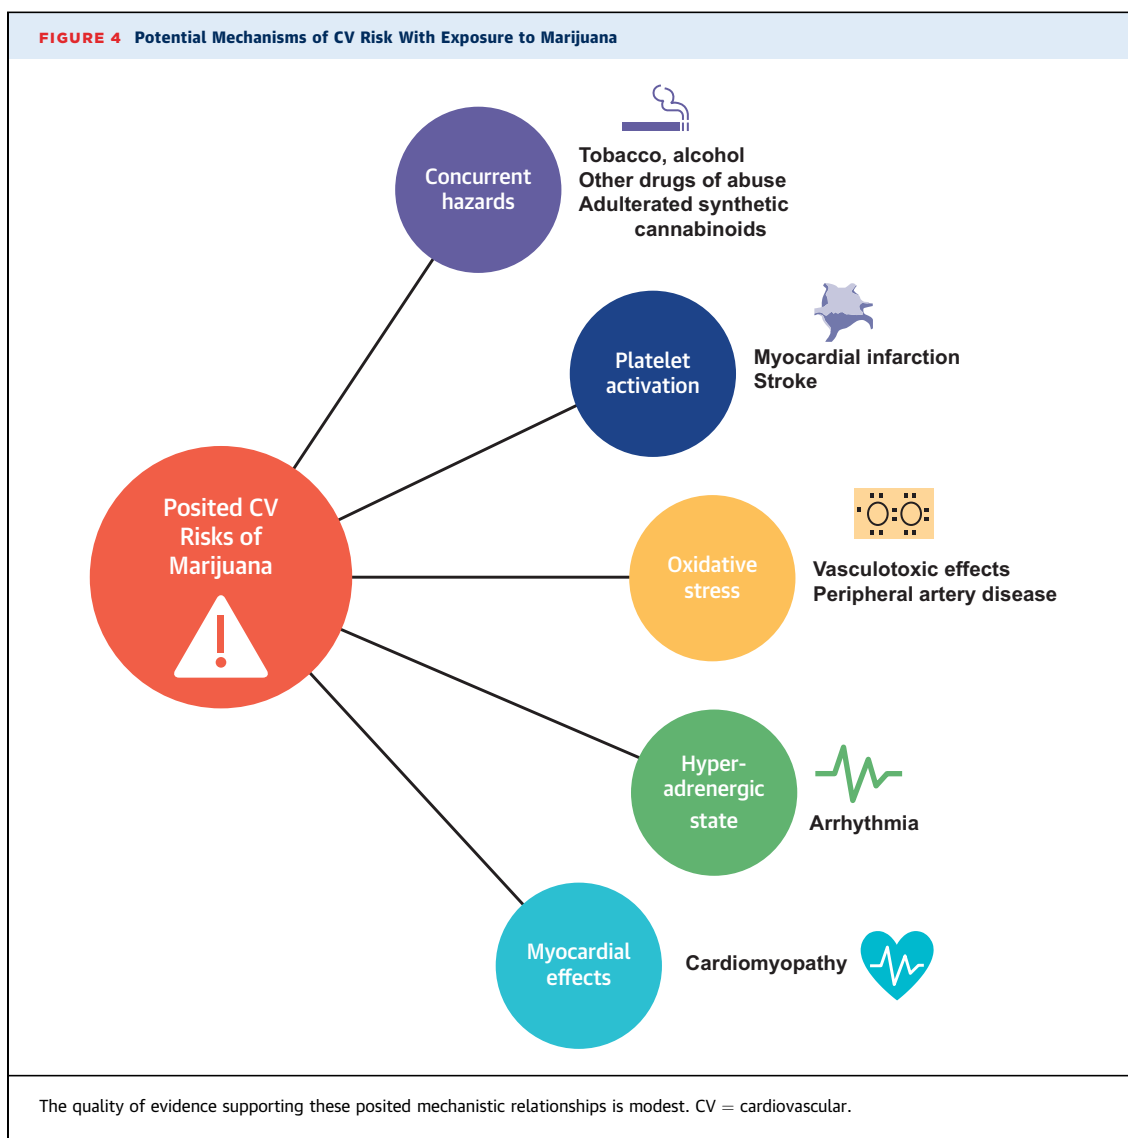 FIGURE 4 Potential Mechanisms of CV Risk With Exposure to Marijuana
Concurrent
hazards
Tobacco, alcohol
Other drugs of abuse
Adulterated synthetic
cannabinoids
Platelet
activation
Myocardial infarction
Stroke
Posited CV
Risks of
Marijuana
Oxidative
stress
Vasculotoxic effects
Peripheral artery disease
Hyper-
adrenergic
state
Arrhythmia
Myocardial
effects
Cardiomyopathy
The quality of evidence supporting these posited mechanistic relationships is modest. CV = cardiovascular.